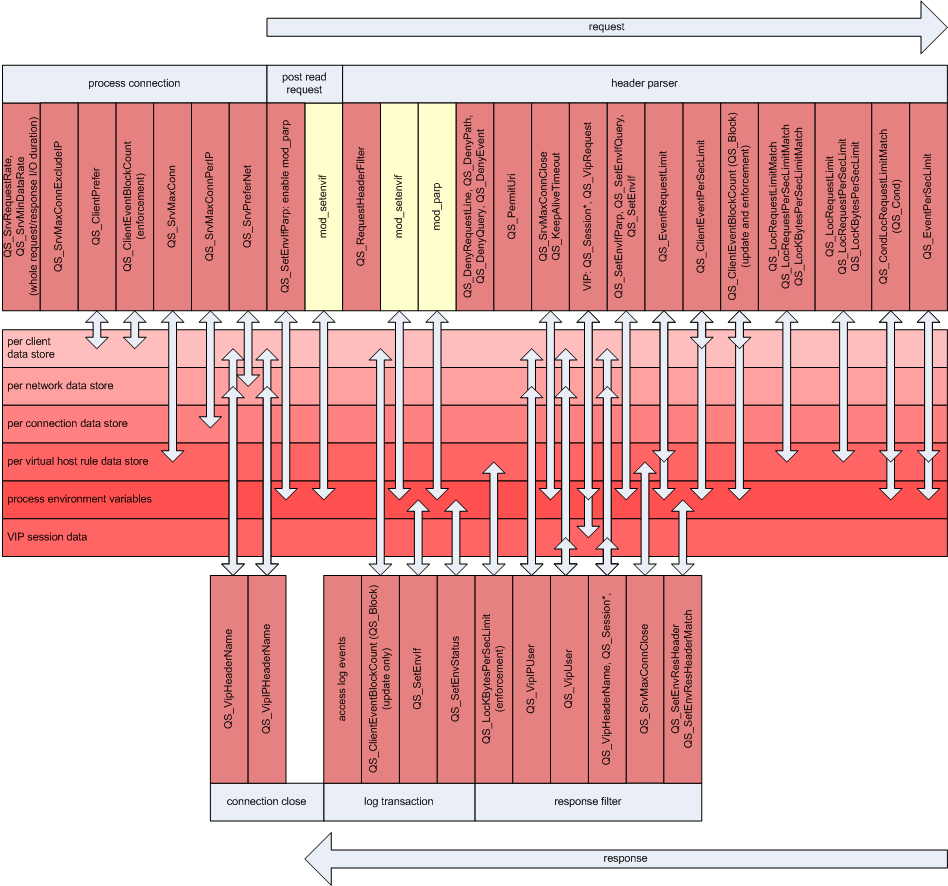 request
process connection
post read
request
header parser
QS_SrvRequestRate,
QS_SrvMinDataRate
(whole request/response I/O duration)
QS_SrvMaxConnExcludeIP
QS_ClientPrefer
QS_ClientEventBlockCount
(enforcement)
QS_SrvMaxConn
QS_SrvMaxConnPerIP
QS_SrvPreferNet
QS_SetEnvIfParp: enable mod_parp
mod_setenvif
QS_RequestHeaderFilter
mod_setenvif
mod_parp
QS_DenyRequestLine, QS_DenyPath,
QS_DenyQuery, QS_DenyEvent
QS_PermitUri
QS_SrvMaxConnClose
QS_KeepAliveTimeout
VIP: QS_Session*, QS_VipRequest
QS_SetEnvIfParp, QS_SetEnvIfQuery,
QS_SetEnvIf
QS_EventRequestLimit
QS_ClientEventPerSecLimit
QS_ClientEventBlockCount (QS_Block)
(update and enforcement)
QS_LocRequestLimitMatch
QS_LocRequestPerSecLimitMatch
QS_LocKBytesPerSecLimitMatch
QS_LocRequestLimit
QS_LocRequestPerSecLimit
QS_LocKBytesPerSecLimit
QS_CondLocRequestLimitMatch
(QS_Cond)
QS_EventPerSecLimit
per client
data store
per network data store
per connection data store
per virtual host rule data store
process environment variables
VIP session data
QS_VipHeaderName
QS_VipIPHeaderName
access log events
QS_ClientEventBlockCount (QS_Block)
(update only)
QS_SetEnvIf
QS_SetEnvStatus
QS_LocKBytesPerSecLimit
(enforcement)
QS_VipIPUser
QS_VipUser
QS_VipHeaderName, QS_Session*,
QS_SrvMaxConnClose
QS_SetEnvResHeader
QS_SetEnvResHeaderMatch
connection close
log transaction
response filter
response